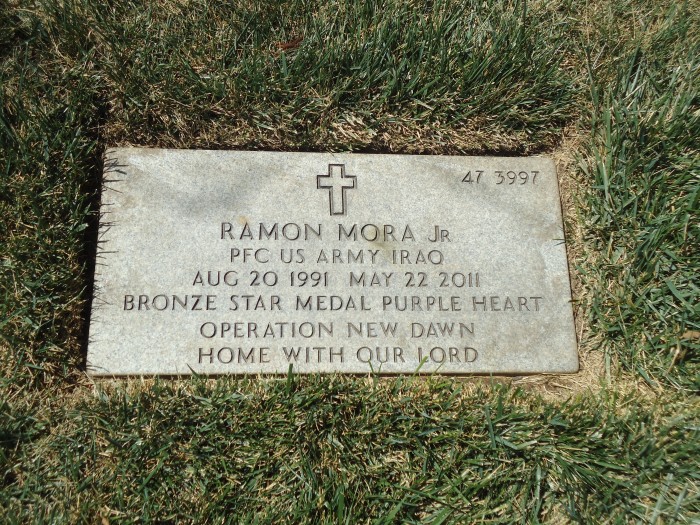 47 3997
RAMON MORA JR
PFC US ARMY IRAQ
AUG 20 1991 MAY 22 2011
BRONZE STAR MEDAL PURPLE HEART
OPERATION NEW DAWN
HOME WITH OUR LORD